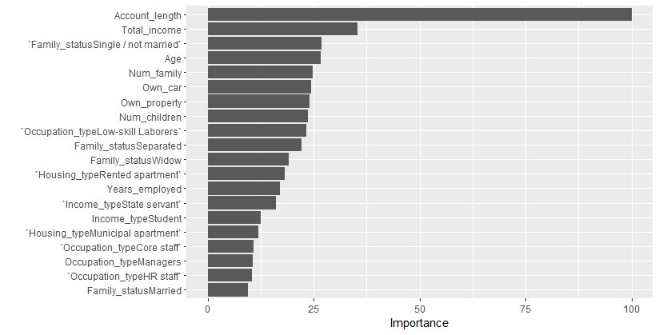 Account_length
Total_income
`Family_statusSingle / not married`
Age
Num_family
Own_car
Own_property
Num_children
`Occupation_typeLow-skill Laborers`
Family_statusSeparated
Family_statusWidow
`Housing_typeRented apartment`
Years_employed
`Income_typeState servant`
Income_typeStudent
`Housing_typeMunicipal apartment`
`Occupation_typeCore staff`
Occupation_typeManagers
`Occupation_typeHR staff`
Family_statusMarried
0 25 50 75 100
Importance